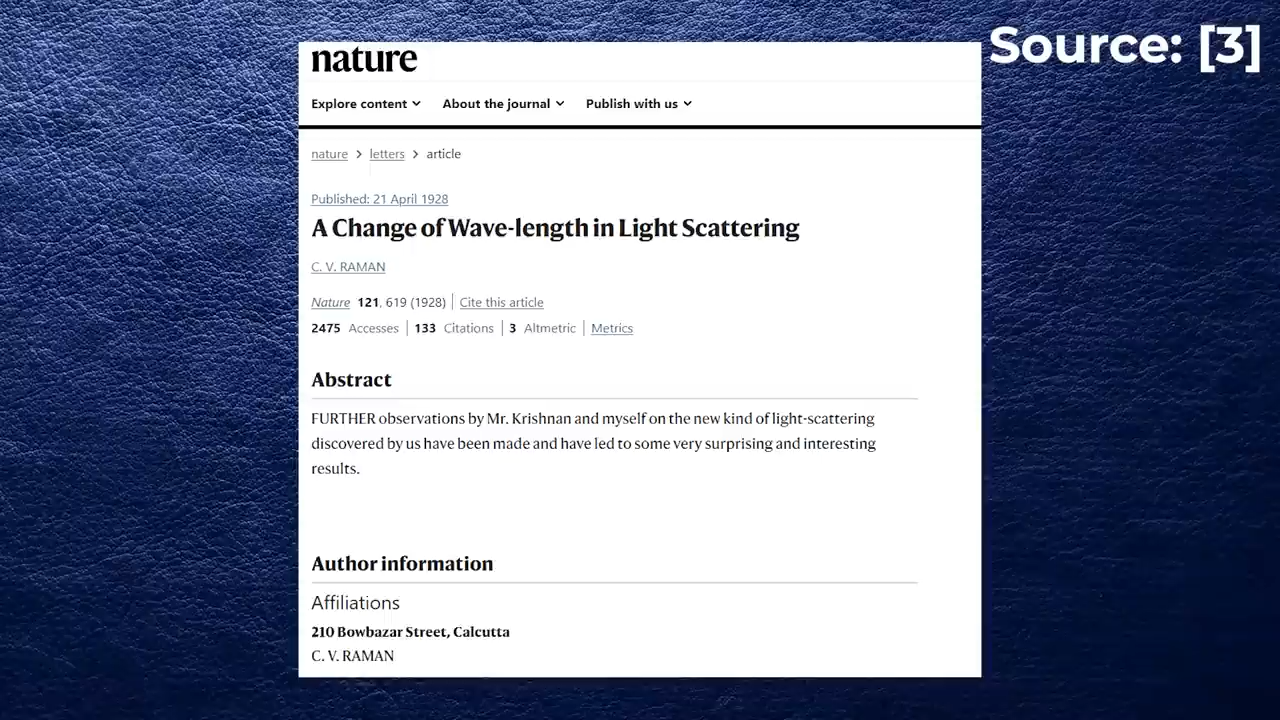 Source: [3]
nature
Explore content About the journal Publish with us
nature > letters > article
Published: 21 April 1928
A Change of Wave-length in Light Scattering
C. V. RAMAN
Nature 121, 619 (1928) | Cite this article
2475 Accesses | 133 Citations | 3 Altmetric | Metrics
Abstract
FURTHER observations by Mr. Krishnan and myself on the new kind of light-scattering
discovered by us have been made and have led to some very surprising and interesting
results.
Author information
Affiliations
210 Bowbazar Street, Calcutta
C. V. RAMAN